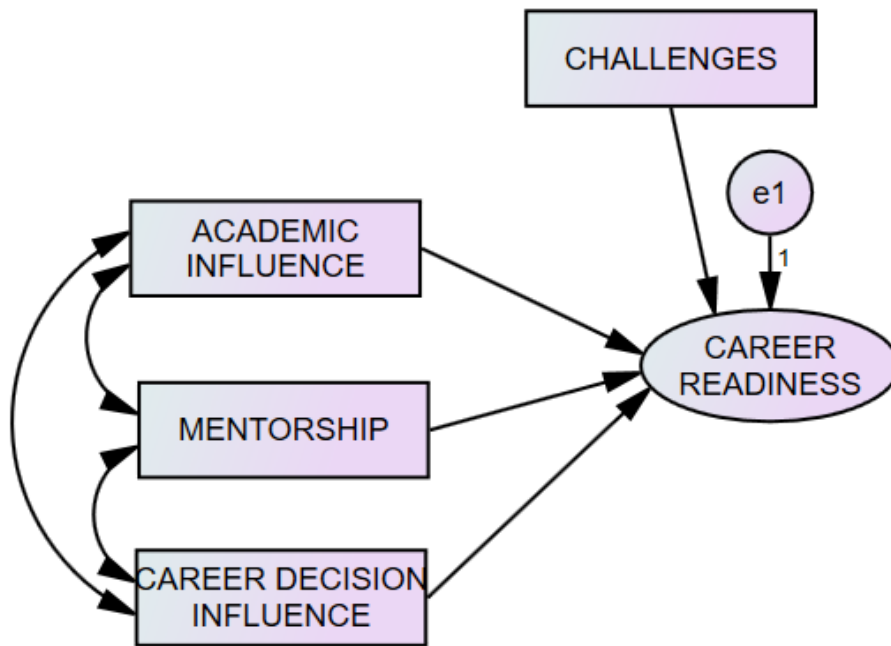 CHALLENGES
e1
1
ACADEMIC
INFLUENCE
CAREER
READINESS
MENTORSHIP
CAREER DECISION
INFLUENCE